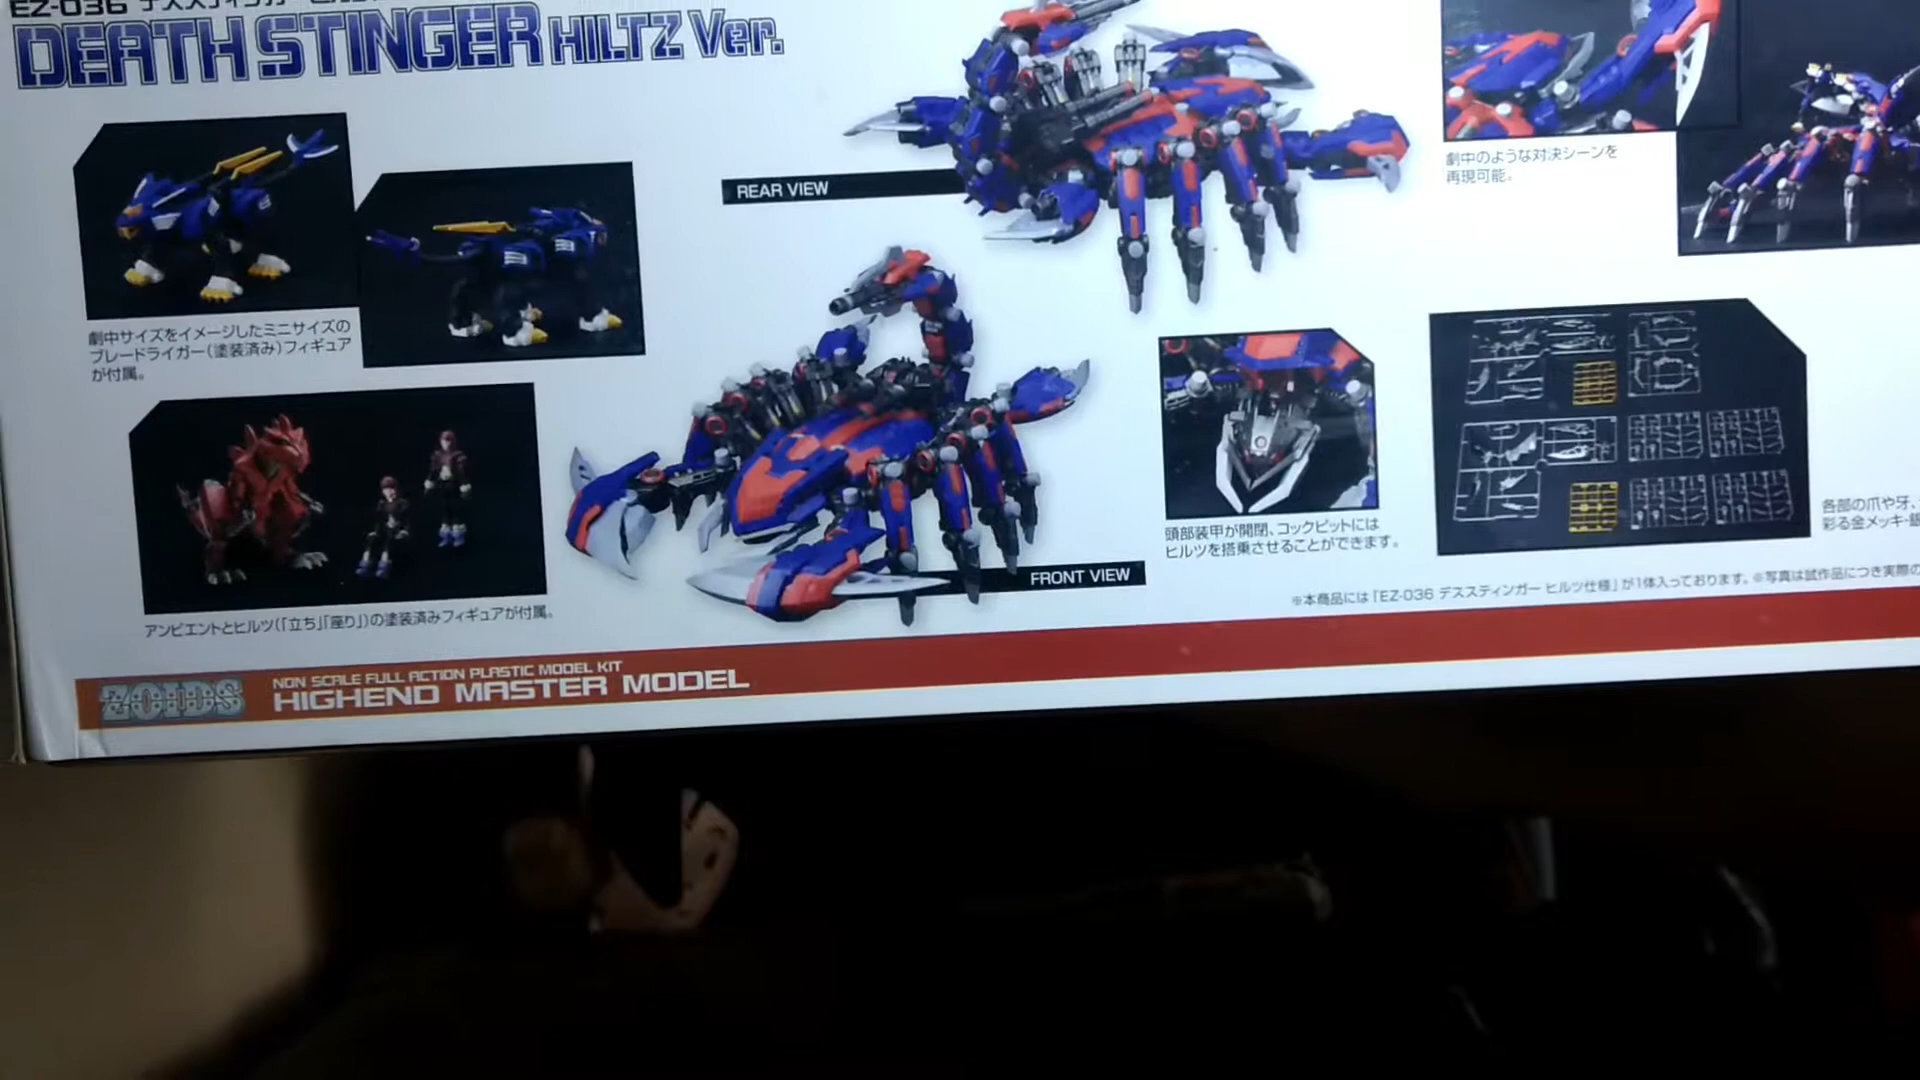 EZ-036 デススティンガー
DEATH STINGER HILTZ Ver.
REAR VIEW
劇中のような対決シーンを
再現可能。
劇中サイズをイメージしたミニサイズの
ブレードライガー(塗装済み)フィギュア
が付属。
頭部装甲が開閉、コックピットには
ヒルツを搭乗させることができます。
各部の爪や牙、
彩る金メッキ・銀
FRONT VIEW
アンビエントとヒルツ(「立ち」「座り」)の塗装済みフィギュアが付属。
※本商品には「EZ-036 デススティンガー ヒルツ仕様」が1体入っております。※写真は試作品につき実際の
ZOIDS
NON SCALE FULL ACTION PLASTIC MODEL KIT
HIGHEND MASTER MODEL